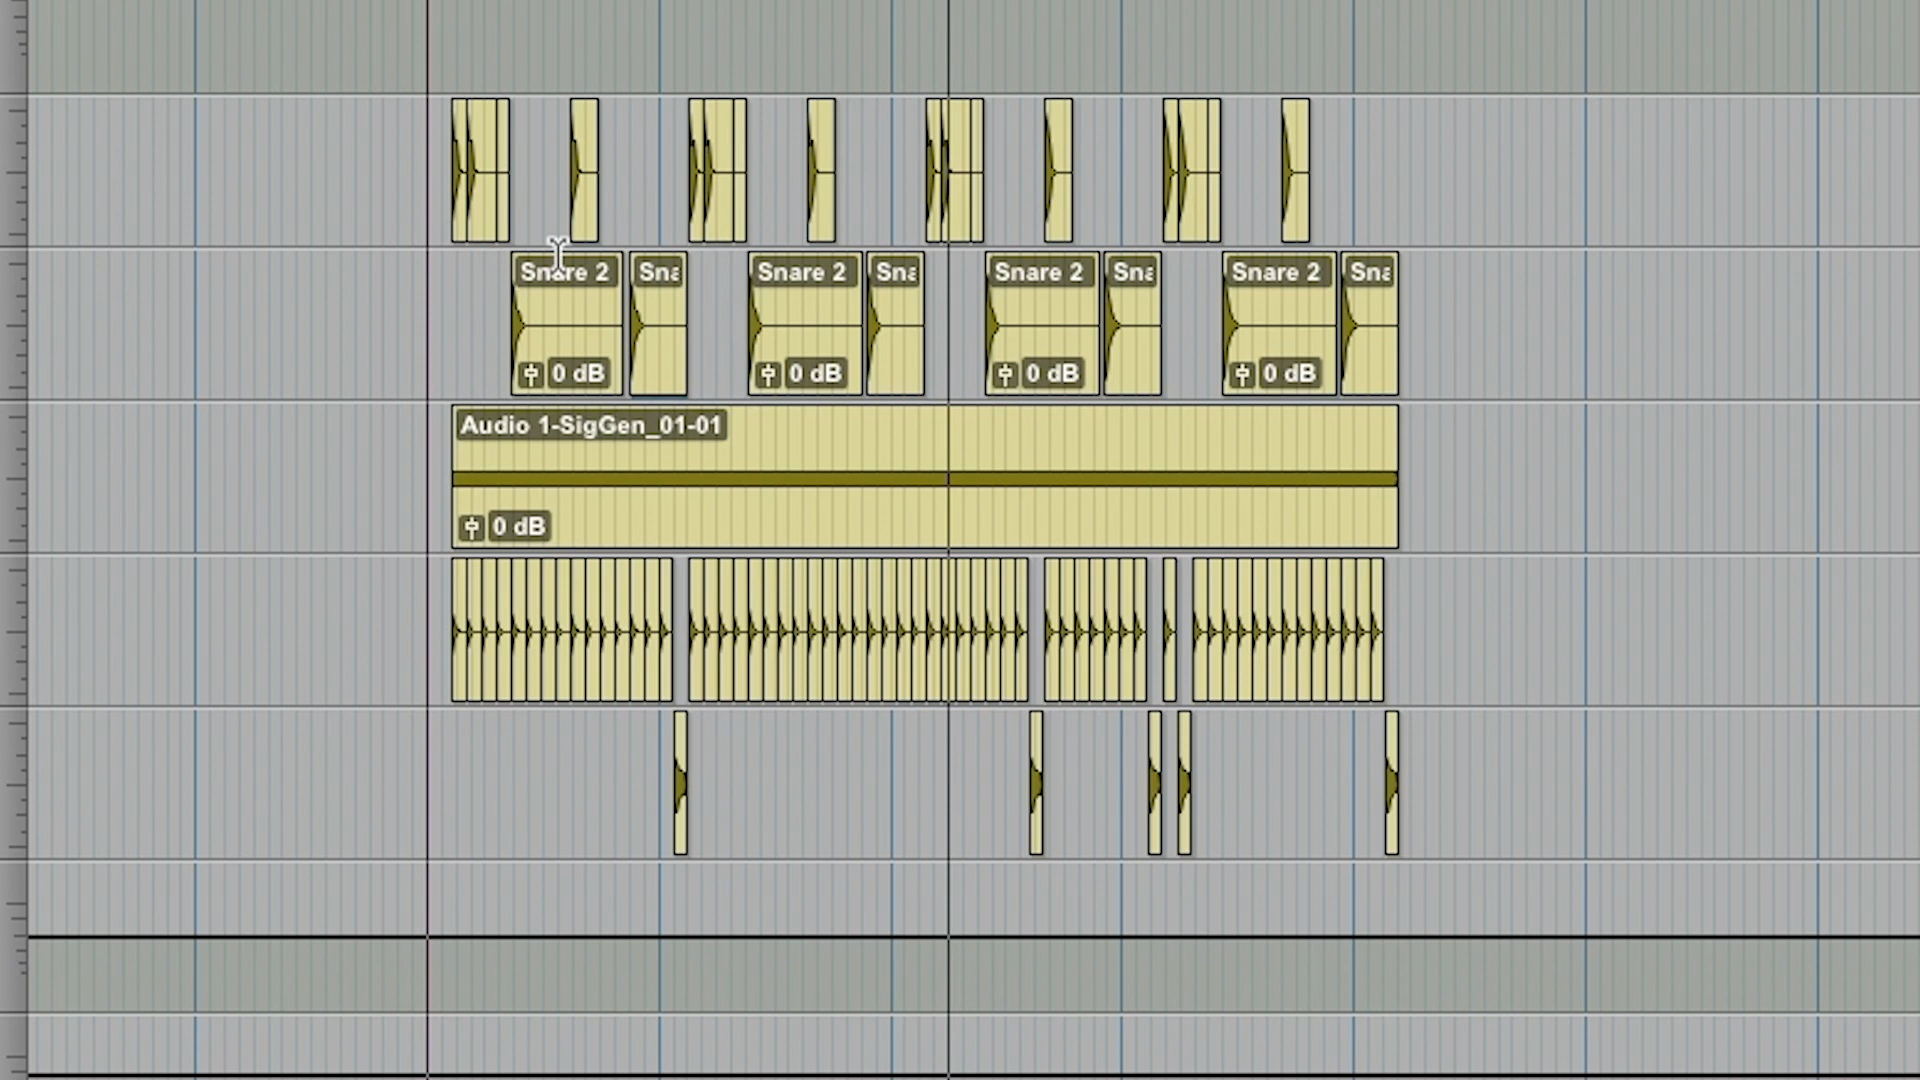 Snare 2 Sna Snare 2 Sna Snare 2 Sna Snare 2 Sna
0 dB 0 dB 0 dB 0 dB
Audio 1-SigGen_01-01
0 dB